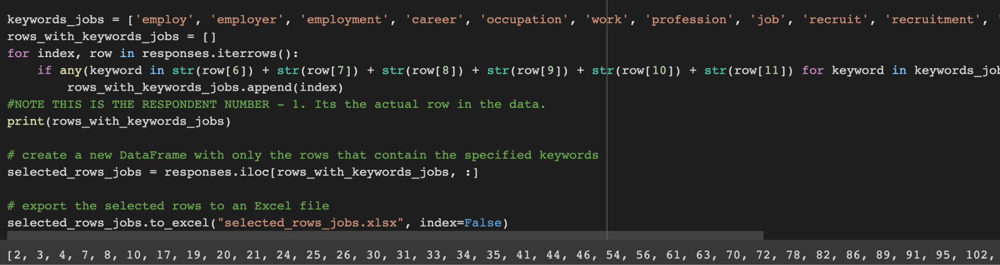 keywords_jobs = ['employ', 'employer', 'employment', 'career', 'occupation', 'work', 'profession', 'job', 'recruit', 'recruitment', '
rows_with_keywords_jobs = []
for index, row in responses.iterrows():
    if any(keyword in str(row[6]) + str(row[7]) + str(row[8]) + str(row[9]) + str(row[10]) + str(row[11]) for keyword in keywords_job
        rows_with_keywords_jobs.append(index)
#NOTE THIS IS THE RESPONDENT NUMBER - 1. Its the actual row in the data.
print(rows_with_keywords_jobs)
# create a new DataFrame with only the rows that contain the specified keywords
selected_rows_jobs = responses.iloc[rows_with_keywords_jobs, :]
# export the selected rows to an Excel file
selected_rows_jobs.to_excel("selected_rows_jobs.xlsx", index=False)
[2, 3, 4, 7, 8, 10, 17, 19, 20, 21, 24, 25, 26, 30, 31, 33, 34, 35, 41, 44, 46, 54, 56, 61, 63, 70, 72, 78, 82, 86, 89, 91, 95, 102,